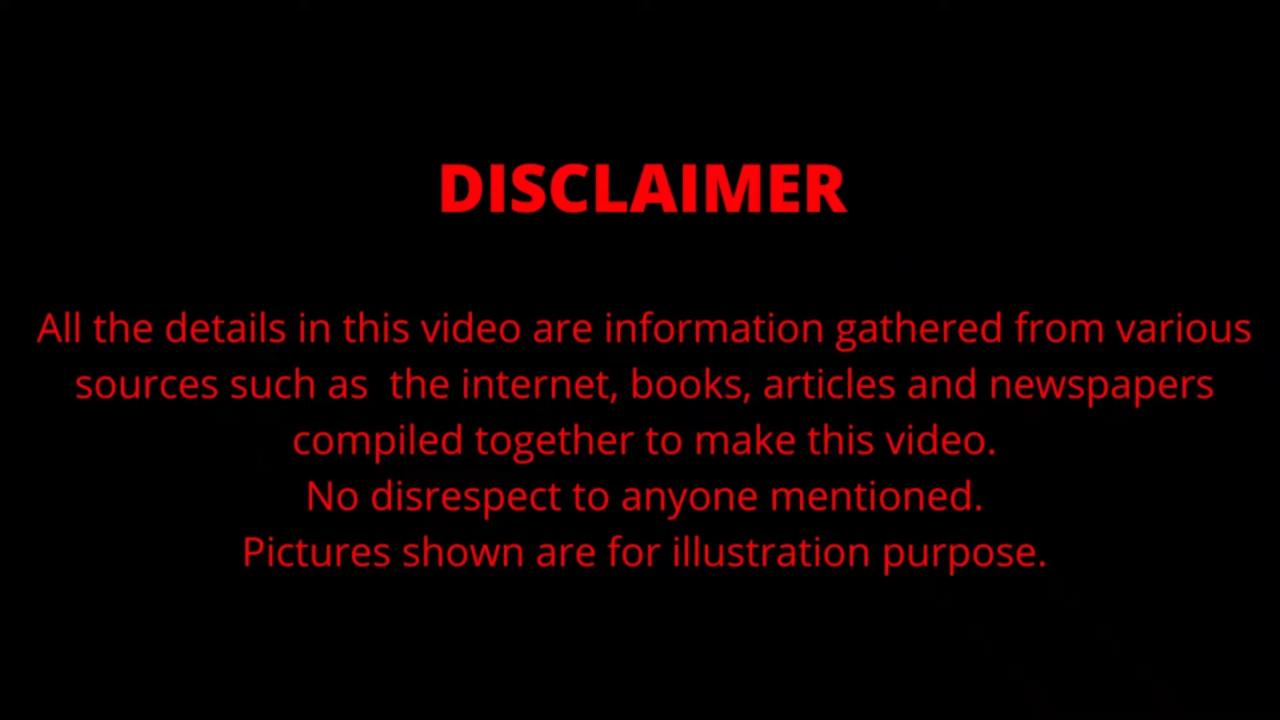 DISCLAIMER
All the details in this video are information gathered from various
sources such as  the internet, books, articles and newspapers
compiled together to make this video.
No disrespect to anyone mentioned.
Pictures shown are for illustration purpose.